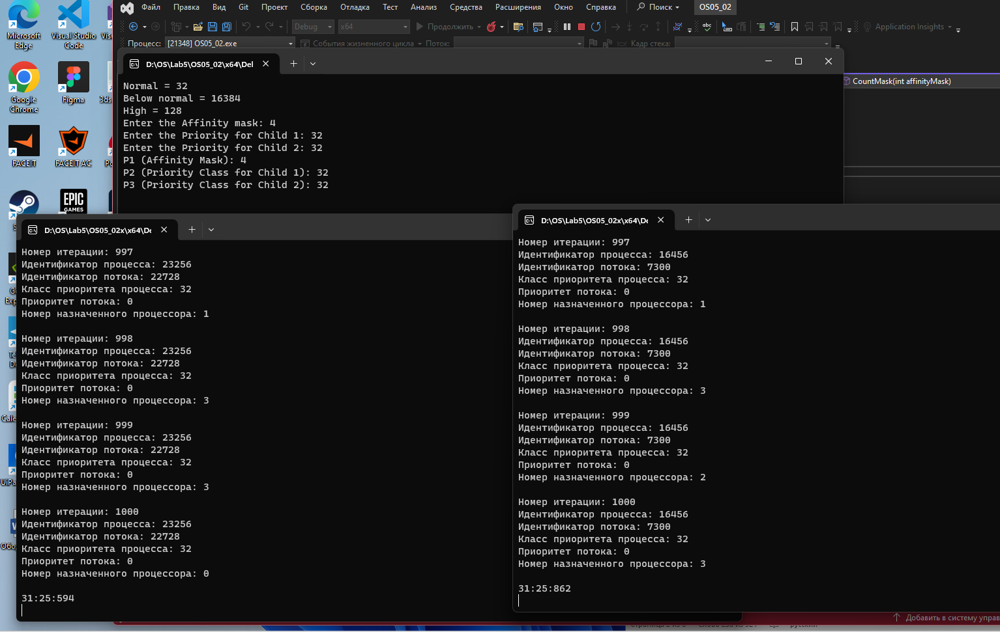 Файл Правка Вид Git Проект Сборка Отладка Тест Анализ Средства Расширения Окно Справка Поиск OS05_02
Debug x64 Продолжить Application Insights
Процесс: [21348] OS05_02.exe События жизненного цикла Поток: Кадр стека:
Microsoft Edge
Visual Studio Code
Google Chrome
Figma
FACEIT
FACEIT AC
EPIC GAMES
CountMask(int affinityMask)
D:\OS\Lab5\OS05_02\x64\Del
Normal = 32
Below normal = 16384
High = 128
Enter the Affinity mask: 4
Enter the Priority for Child 1: 32
Enter the Priority for Child 2: 32
P1 (Affinity Mask): 4
P2 (Priority Class for Child 1): 32
P3 (Priority Class for Child 2): 32
D:\OS\Lab5\OS05_02x\x64\De
Номер итерации: 997
Идентификатор процесса: 23256
Идентификатор потока: 22728
Класс приоритета процесса: 32
Приоритет потока: 0
Номер назначенного процессора: 1
Номер итерации: 998
Идентификатор процесса: 23256
Идентификатор потока: 22728
Класс приоритета процесса: 32
Приоритет потока: 0
Номер назначенного процессора: 3
Номер итерации: 999
Идентификатор процесса: 23256
Идентификатор потока: 22728
Класс приоритета процесса: 32
Приоритет потока: 0
Номер назначенного процессора: 3
Номер итерации: 1000
Идентификатор процесса: 23256
Идентификатор потока: 22728
Класс приоритета процесса: 32
Приоритет потока: 0
Номер назначенного процессора: 0
31:25:594
D:\OS\Lab5\OS05_02x\x64\De
Номер итерации: 997
Идентификатор процесса: 16456
Идентификатор потока: 7300
Класс приоритета процесса: 32
Приоритет потока: 0
Номер назначенного процессора: 1
Номер итерации: 998
Идентификатор процесса: 16456
Идентификатор потока: 7300
Класс приоритета процесса: 32
Приоритет потока: 0
Номер назначенного процессора: 3
Номер итерации: 999
Идентификатор процесса: 16456
Идентификатор потока: 7300
Класс приоритета процесса: 32
Приоритет потока: 0
Номер назначенного процессора: 2
Номер итерации: 1000
Идентификатор процесса: 16456
Идентификатор потока: 7300
Класс приоритета процесса: 32
Приоритет потока: 0
Номер назначенного процессора: 3
31:25:862
Добавить в систему управ